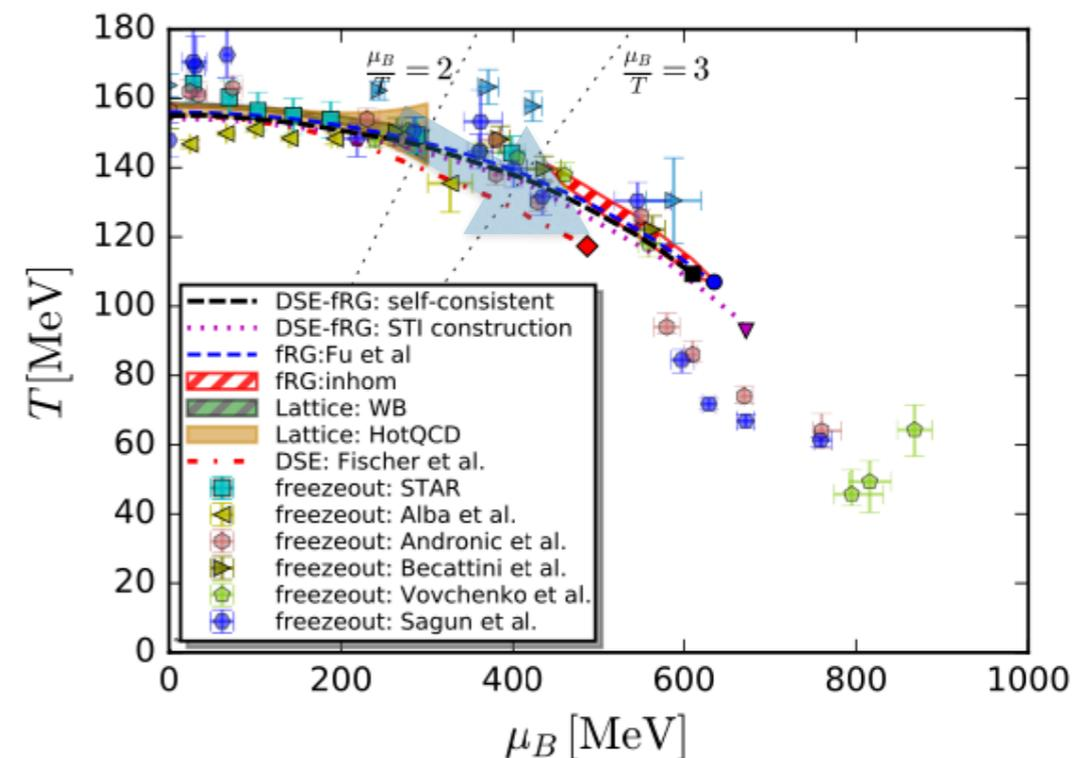 180
160
140
120
100
80
60
40
20
0
T [MeV]
μ_B/T = 2
μ_B/T = 3
DSE-fRG: self-consistent
DSE-fRG: STI construction
fRG:Fu et al
fRG:inhom
Lattice: WB
Lattice: HotQCD
DSE: Fischer et al.
freezeout: STAR
freezeout: Alba et al.
freezeout: Andronic et al.
freezeout: Becattini et al.
freezeout: Vovchenko et al.
freezeout: Sagun et al.
0 200 400 600 800 1000
μ_B [MeV]